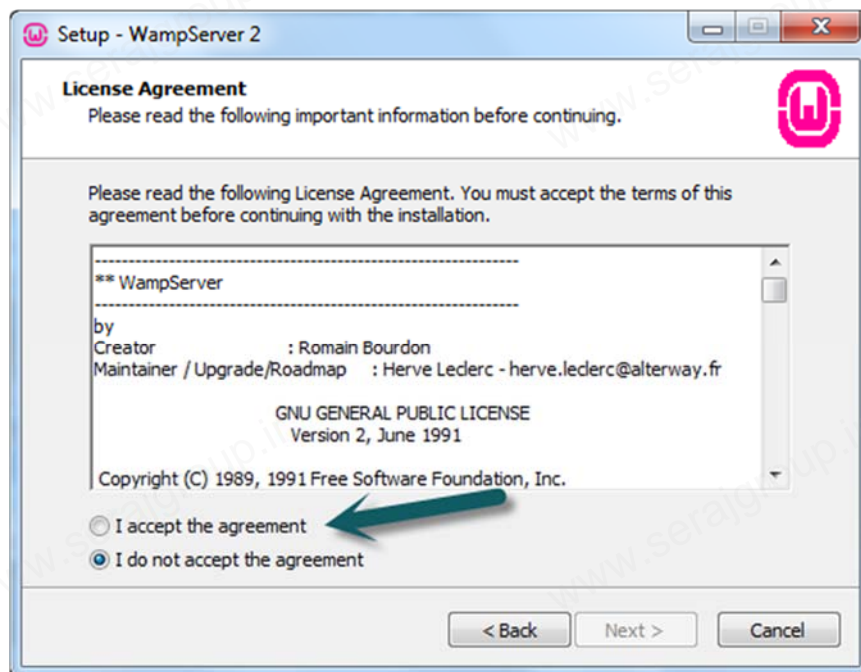 Setup - WampServer 2
License Agreement
Please read the following important information before continuing.
Please read the following License Agreement. You must accept the terms of this
agreement before continuing with the installation.
------------------------------------------------------------------
** WampServer
------------------------------------------------------------------
by
Creator : Romain Bourdon
Maintainer / Upgrade/Roadmap : Herve Leclerc - herve.leclerc@alterway.fr
GNU GENERAL PUBLIC LICENSE
Version 2, June 1991
Copyright (C) 1989, 1991 Free Software Foundation, Inc.
I accept the agreement
I do not accept the agreement
< Back Next > Cancel
www.serajgroup.ir